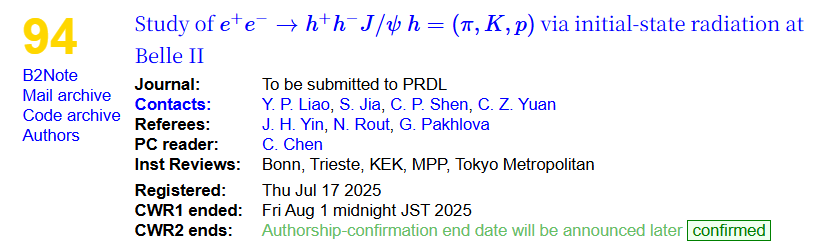 94
B2Note
Mail archive
Code archive
Authors
Study of e⁺e⁻ → h⁺h⁻J/ψ h = (π, K, p) via initial-state radiation at
Belle II
Journal: To be submitted to PRDL
Contacts: Y. P. Liao, S. Jia, C. P. Shen, C. Z. Yuan
Referees: J. H. Yin, N. Rout, G. Pakhlova
PC reader: C. Chen
Inst Reviews: Bonn, Trieste, KEK, MPP, Tokyo Metropolitan
Registered: Thu Jul 17 2025
CWR1 ended: Fri Aug 1 midnight JST 2025
CWR2 ends: Authorship-confirmation end date will be announced later confirmed